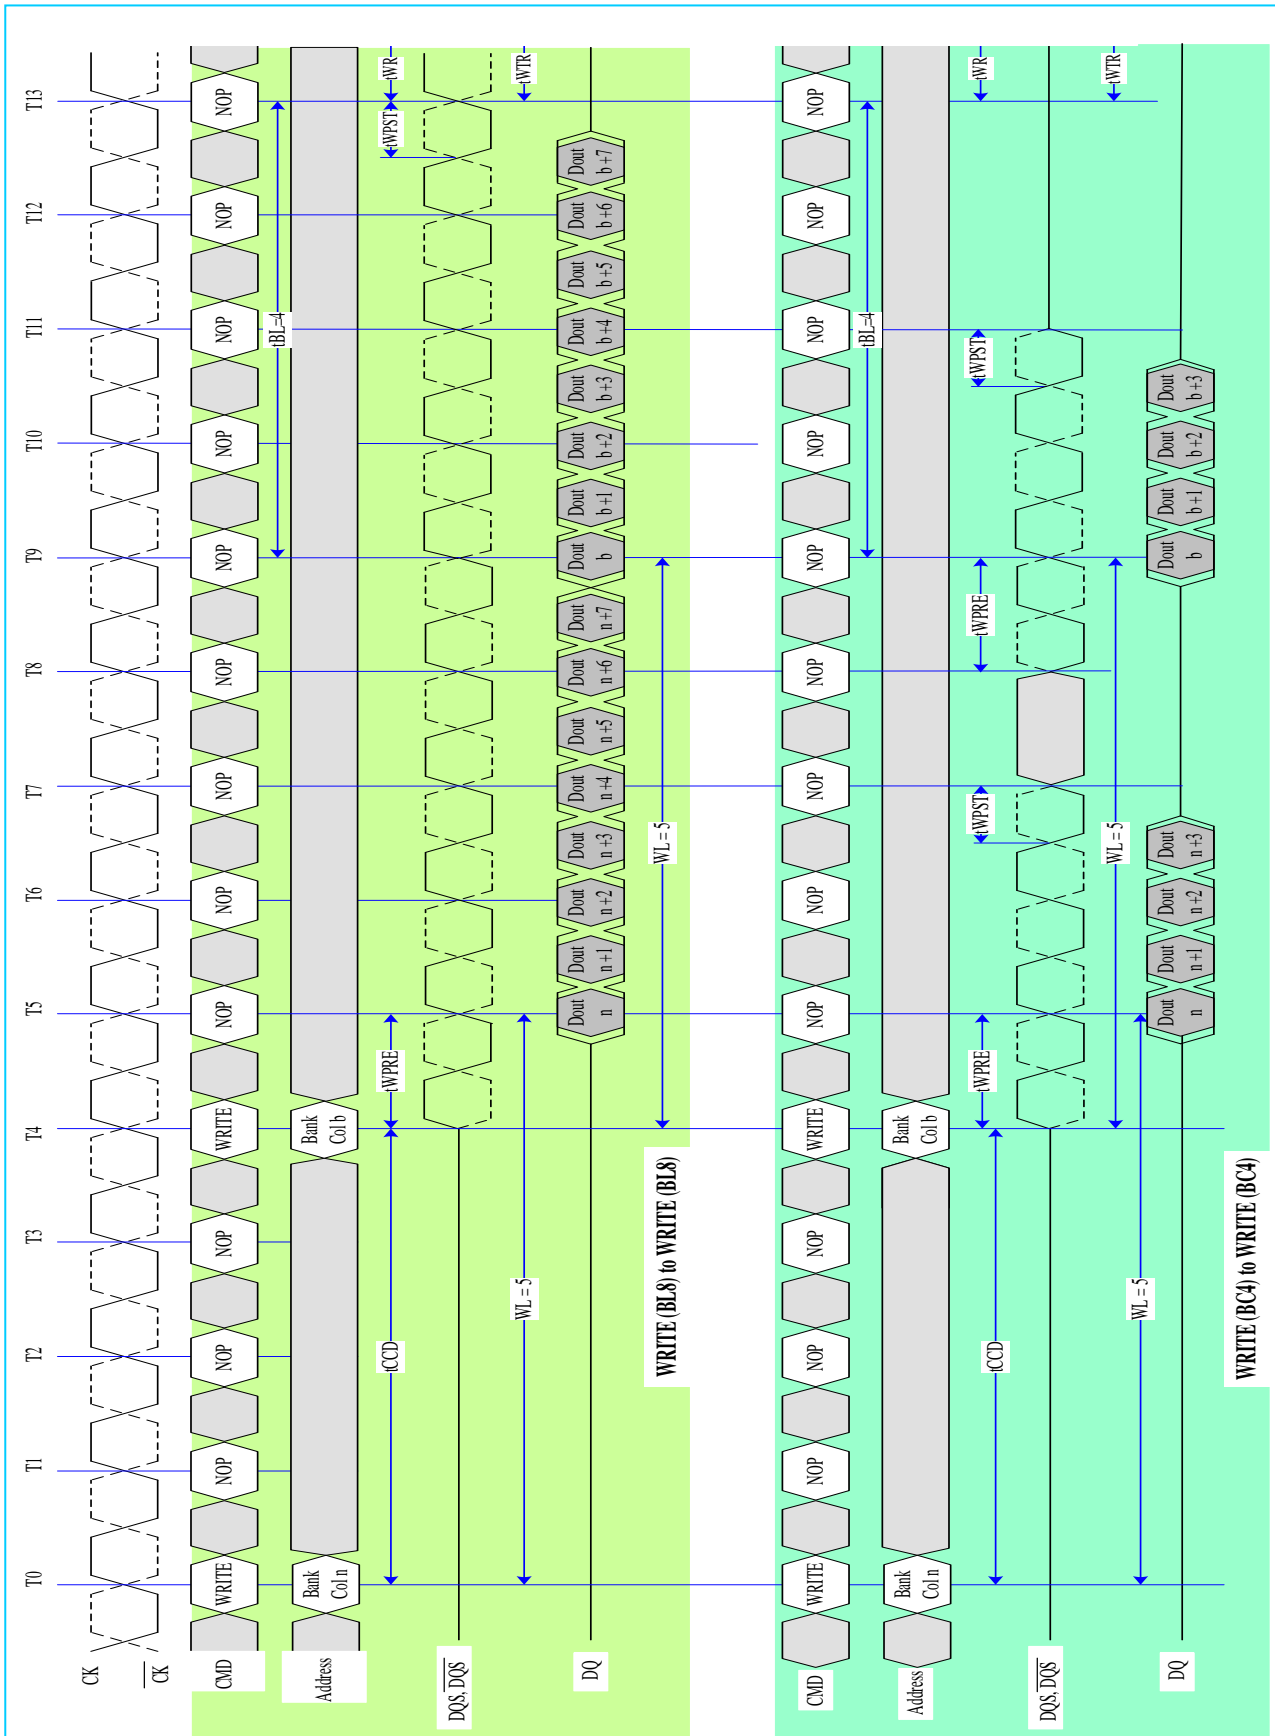 T0 T1 T2 T3 T4 T5 T6 T7 T8 T9 T10 T11 T12 T13
CK
CK
CMD WRITE NOP NOP NOP WRITE NOP NOP NOP NOP NOP NOP NOP NOP NOP
tBL=4
Address
Bank
Col n
Bank
Col b
tCCD tWPRE tWPST tWR
DQS, DQS
WL = 5 tWTR
DQ
Dout Dout Dout Dout Dout Dout Dout Dout Dout Dout Dout Dout Dout Dout Dout Dout
n n+1 n+2 n+3 n+4 n+5 n+6 n+7 b b+1 b+2 b+3 b+4 b+5 b+6 b+7
WL = 5
WRITE (BL8) to WRITE (BL8)
CMD WRITE NOP NOP NOP WRITE NOP NOP NOP NOP NOP NOP NOP NOP NOP
tBL=4
Address
Bank
Col n
Bank
Col b
tCCD tWPRE tWPST tWPRE tWPST tWR
DQS, DQS
WL = 5 tWTR
WL = 5
DQ
Dout Dout Dout Dout Dout Dout Dout Dout
n n+1 n+2 n+3 b b+1 b+2 b+3
WRITE (BC4) to WRITE (BC4)